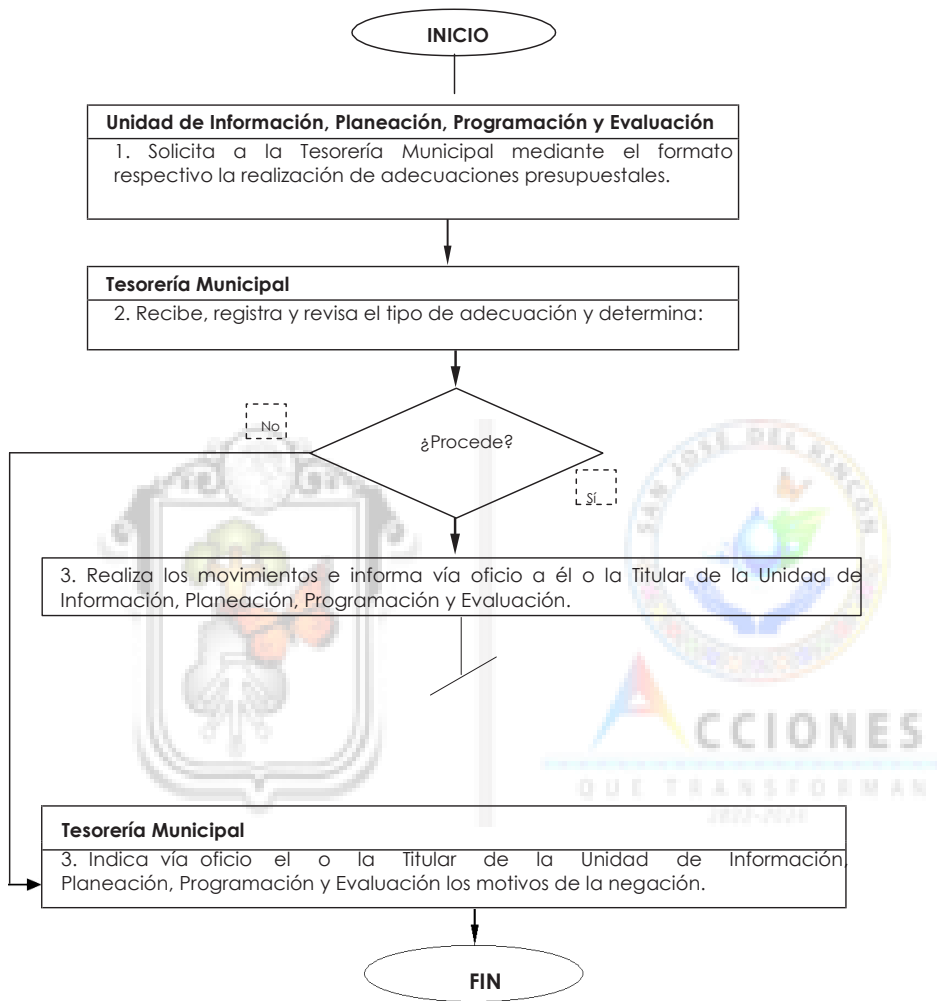 INICIO
Unidad de Información, Planeación, Programación y Evaluación
1. Solicita a la Tesorería Municipal mediante el formato
respectivo la realización de adecuaciones presupuestales.
Tesorería Municipal
2. Recibe, registra y revisa el tipo de adecuación y determina:
No
¿Procede?
Sí
SAN JOSE DEL RINCON
3. Realiza los movimientos e informa vía oficio a él o la Titular de la Unidad de
Información, Planeación, Programación y Evaluación.
ACCIONES
QUE TRANSFORMAN
Tesorería Municipal
3. Indica vía oficio el o la Titular de la Unidad de Información,
Planeación, Programación y Evaluación los motivos de la negación.
FIN